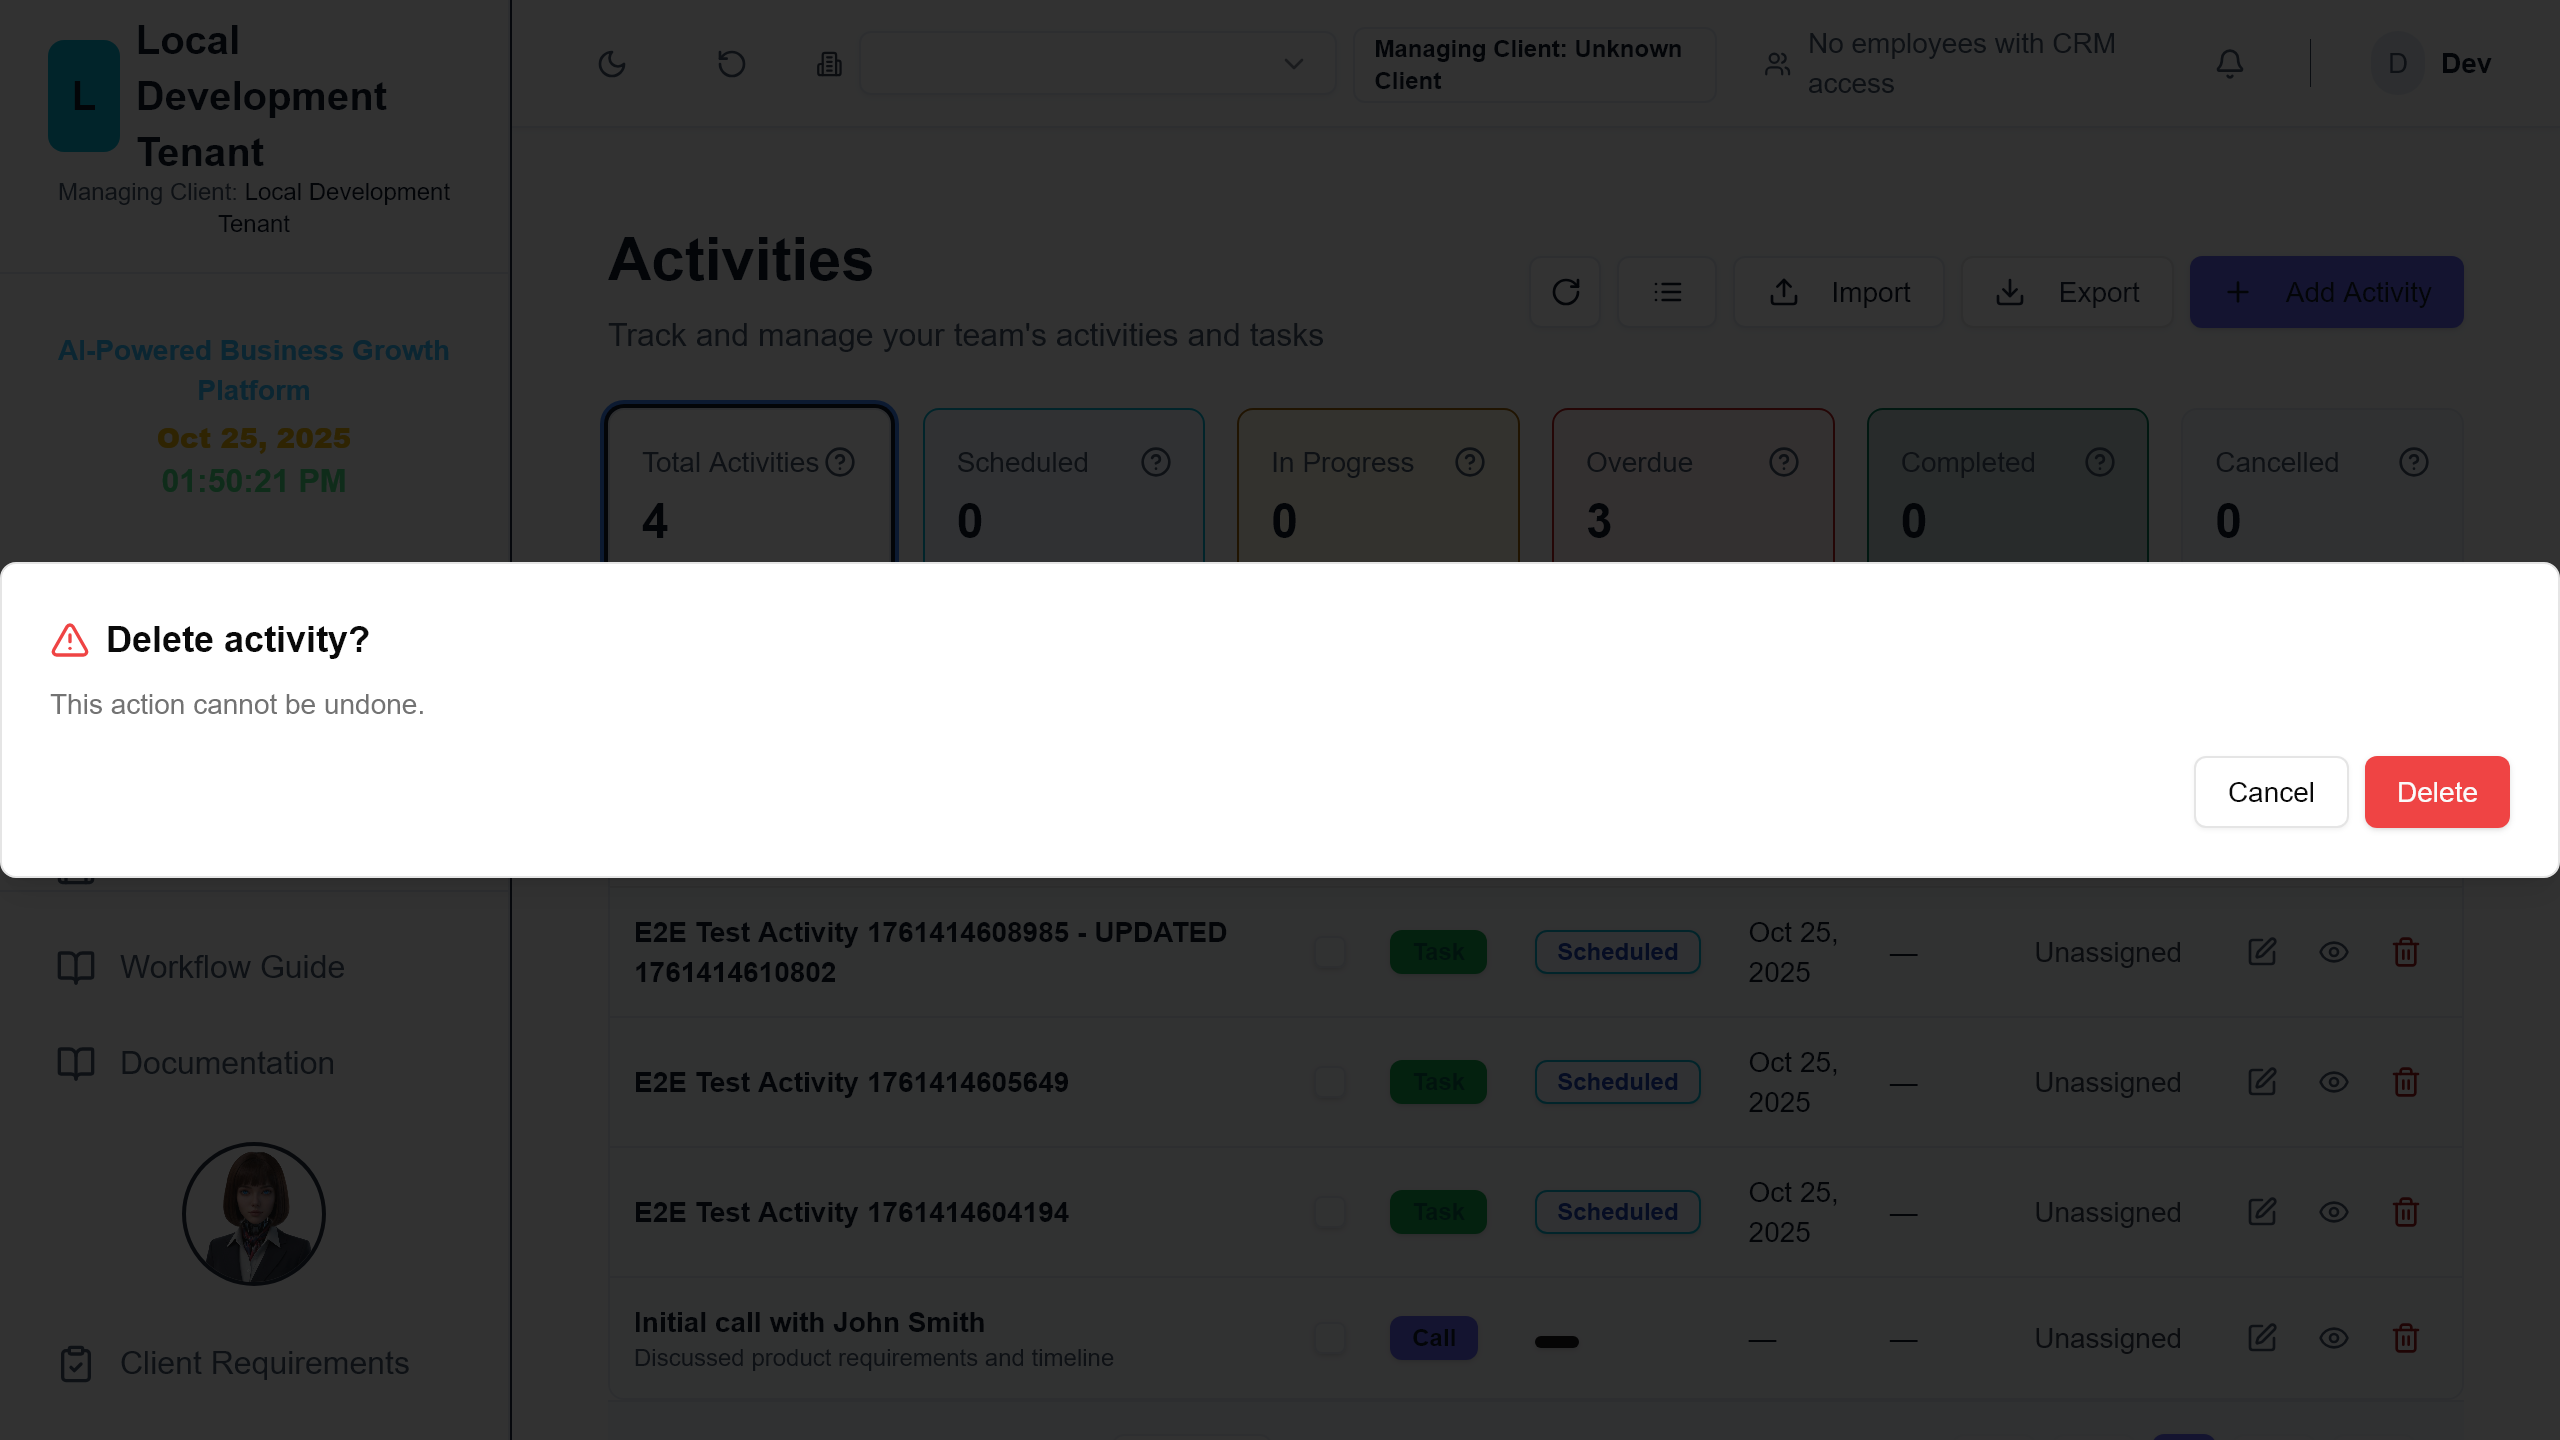 L
Local
Development
Tenant
Managing Client: Local Development
Tenant
AI-Powered Business Growth
Platform
Oct 25, 2025
01:50:21 PM
Workflow Guide
Documentation
Client Requirements
Managing Client: Unknown
Client
No employees with CRM
access
D
Dev
Activities
Track and manage your team's activities and tasks
Import
Export
Add Activity
Total Activities
4
Scheduled
0
In Progress
0
Overdue
3
Completed
0
Cancelled
0
Delete activity?
This action cannot be undone.
Cancel
Delete
E2E Test Activity 1761414608985 - UPDATED
1761414610802
Task
Scheduled
Oct 25,
2025
—
Unassigned
E2E Test Activity 1761414605649
Task
Scheduled
Oct 25,
2025
—
Unassigned
E2E Test Activity 1761414604194
Task
Scheduled
Oct 25,
2025
—
Unassigned
Initial call with John Smith
Discussed product requirements and timeline
Call
—
—
Unassigned